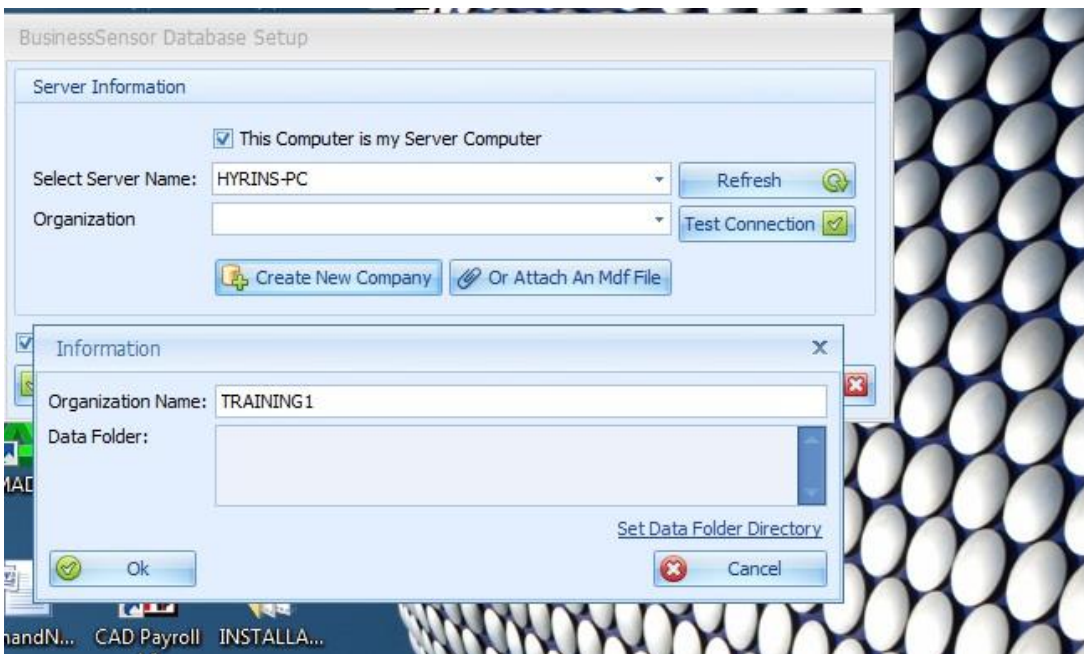 BusinessSensor Database Setup
Server Information
This Computer is my Server Computer
Select Server Name: HYRINS-PC Refresh
Organization Test Connection
Create New Company Or Attach An Mdf File
Information
Organization Name: TRAINING1
Data Folder:
Set Data Folder Directory
Ok Cancel
CAD Payroll INSTALLA...